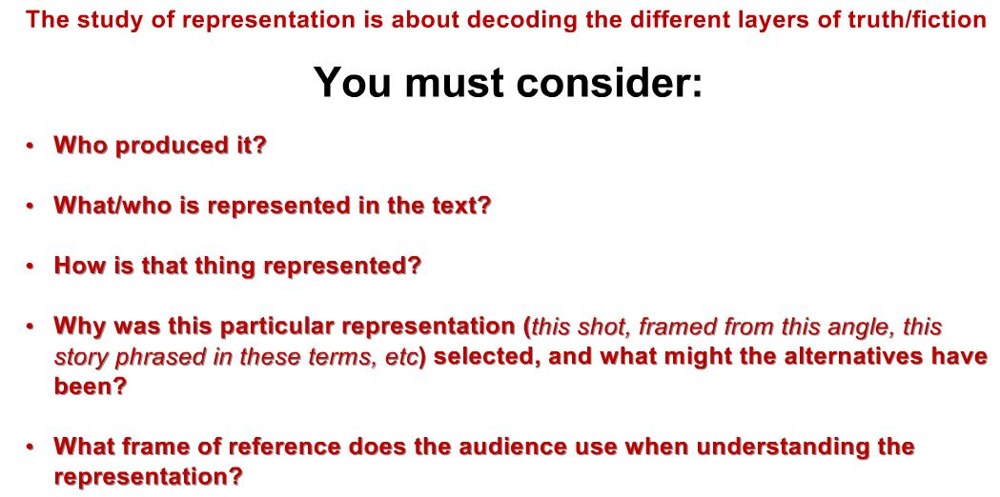 The study of representation is about decoding the different layers of truth/fiction
You must consider:
• Who produced it?
• What/who is represented in the text?
• How is that thing represented?
• Why was this particular representation (this shot, framed from this angle, this
story phrased in these terms, etc) selected, and what might the alternatives have
been?
• What frame of reference does the audience use when understanding the
representation?